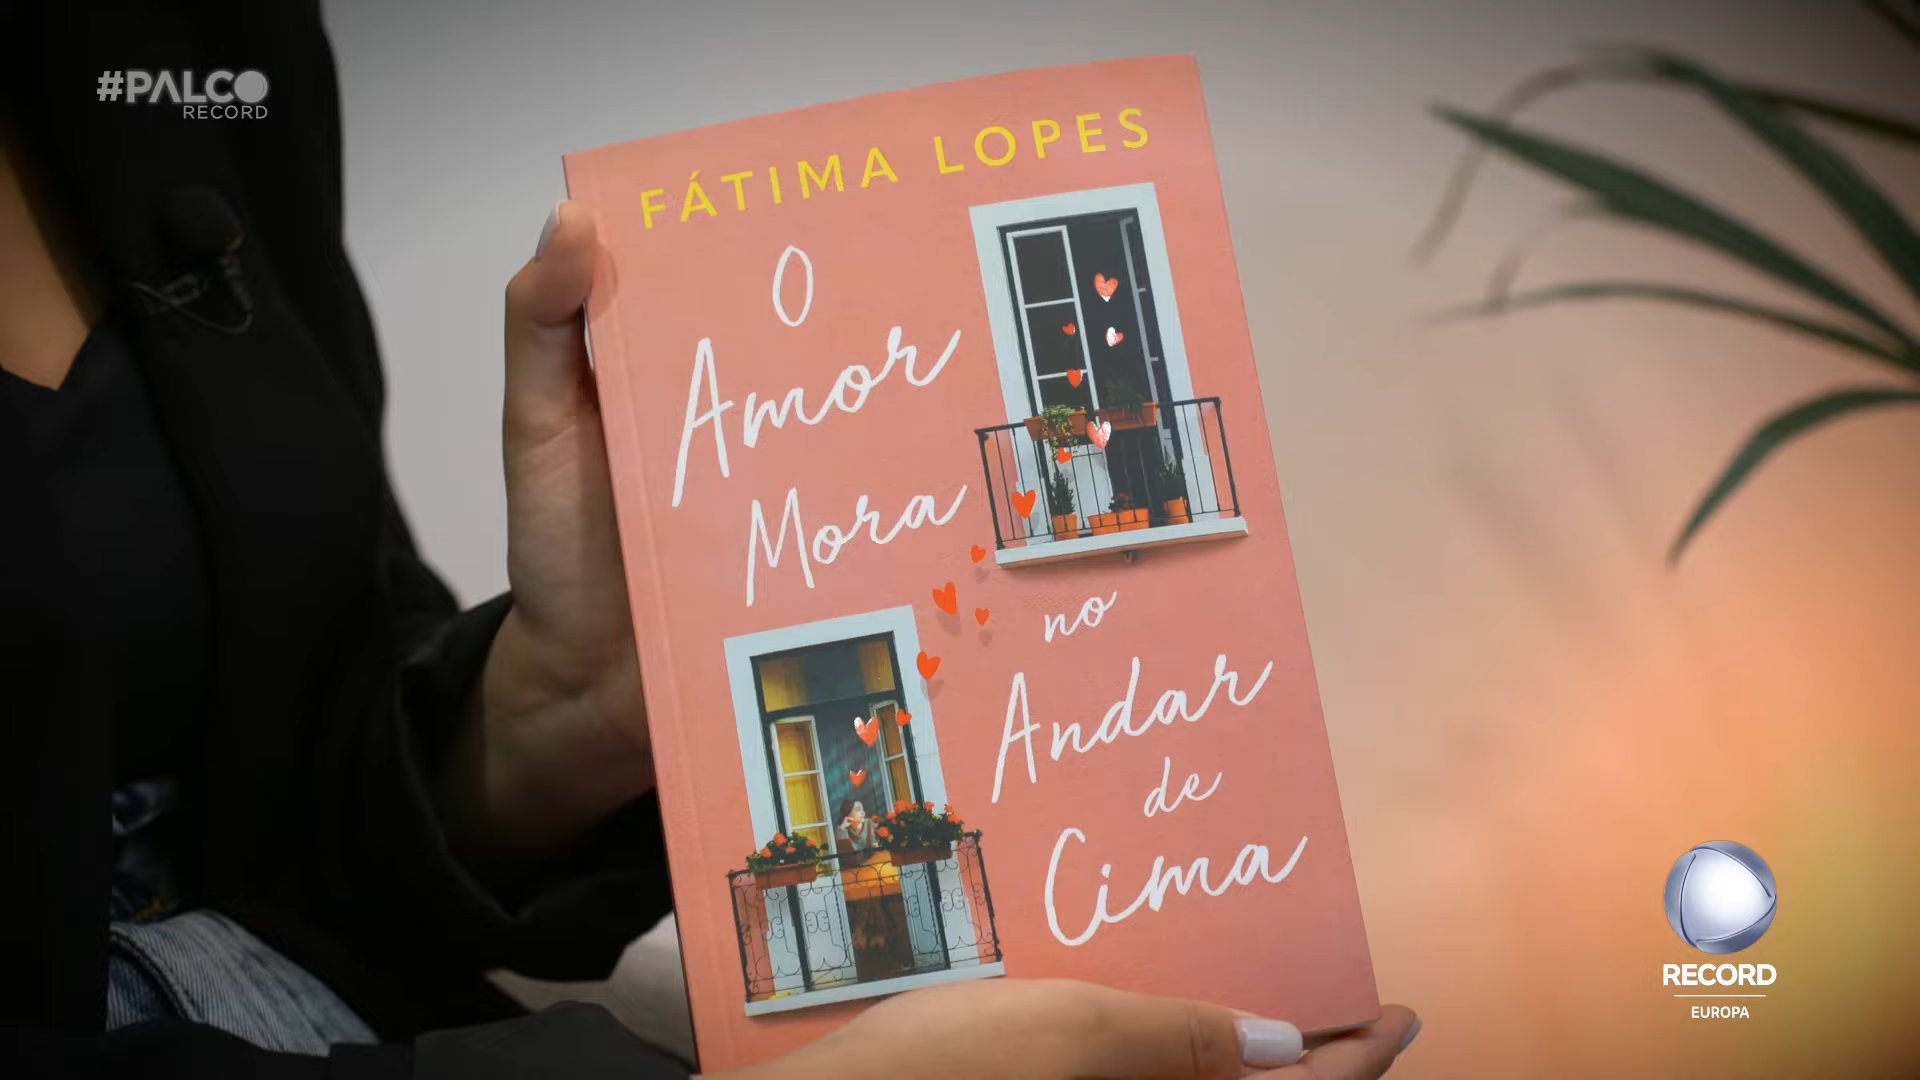 #PALCO
RECORD
FÁTIMA LOPES
O
Amor
Mora
no
Andar
de
Cima
RECORD
EUROPA